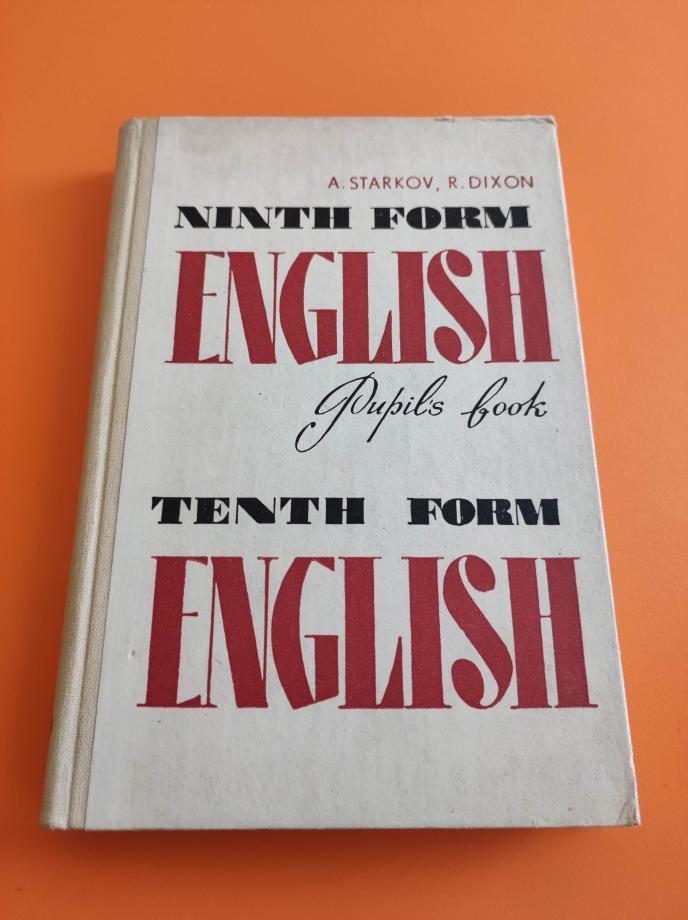 A. STARKOV, R. DIXON
NINTH FORM
ENGLISH
Pupil's book
TENTH FORM
ENGLISH